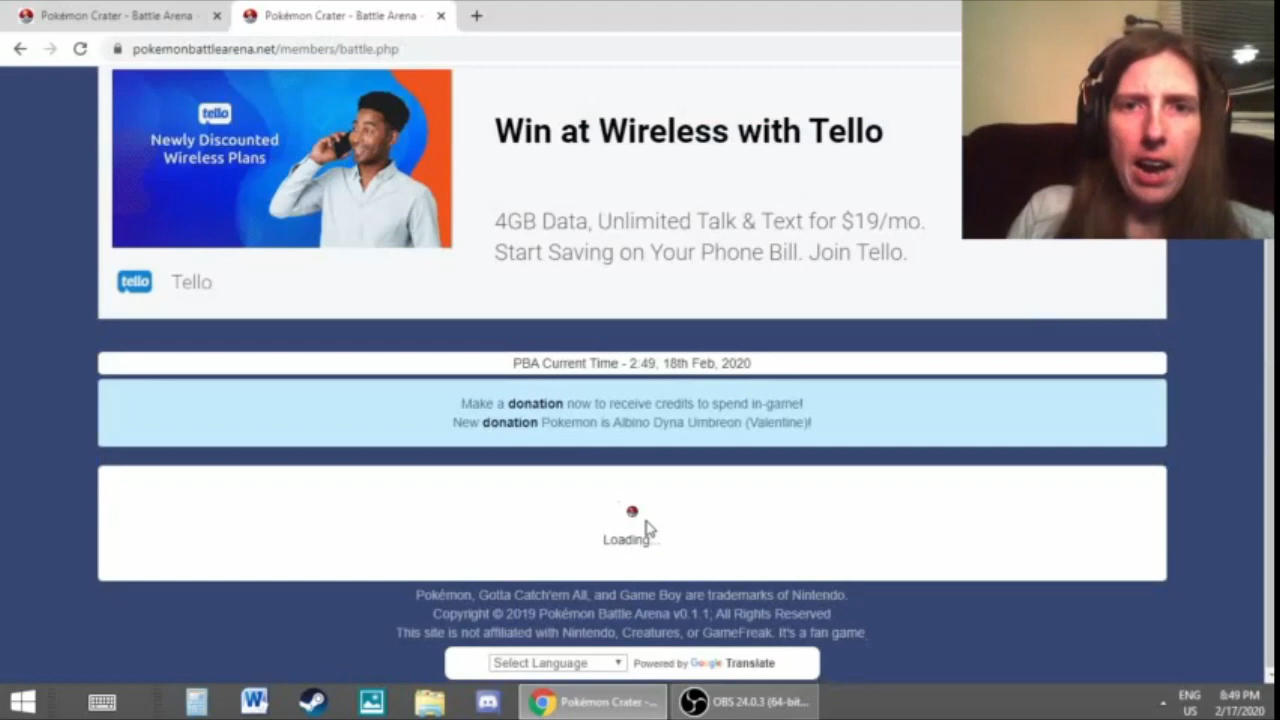 Pokémon Crater - Battle Arena
Pokémon Crater - Battle Arena -
pokemonbattlearena.net/members/battle.php
tello
Newly Discounted
Wireless Plans
Win at Wireless with Tello
4GB Data, Unlimited Talk & Text for $19/mo.
Start Saving on Your Phone Bill. Join Tello.
tello
Tello
PBA Current Time - 2:49, 18th Feb, 2020
Make a donation now to receive credits to spend in-game!
New donation Pokemon is Albino Dyna Umbreon (Valentine)!
Loading...
Pokémon, Gotta Catch'em All, and Game Boy are trademarks of Nintendo.
Copyright © 2019 Pokémon Battle Arena v0.1.1; All Rights Reserved
This site is not affiliated with Nintendo, Creatures, or GameFreak. It's a fan game
Select Language
Powered by Google Translate
W
Pokémon Crater -...
OBS 24.0.3 (64-bit...
ENG
US
8:49 PM
2/17/2020